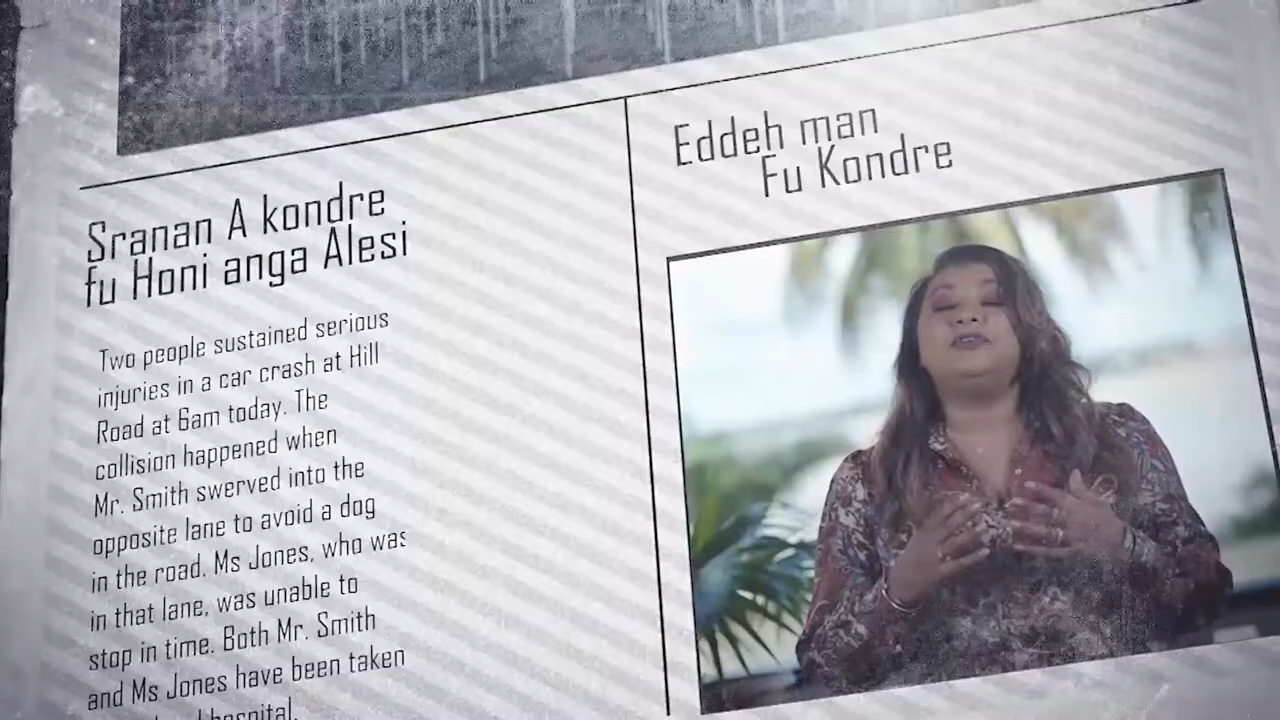 Sranan A kondre
fu Honi anga Alesi
Two people sustained serious
injuries in a car crash at Hill
Road at 6am today. The
collision happened when
Mr. Smith swerved into the
opposite lane to avoid a dog
in the road. Ms Jones, who was
in that lane, was unable to
stop in time. Both Mr. Smith
and Ms Jones have been taken
hospital.
Eddeh man
Fu Kondre